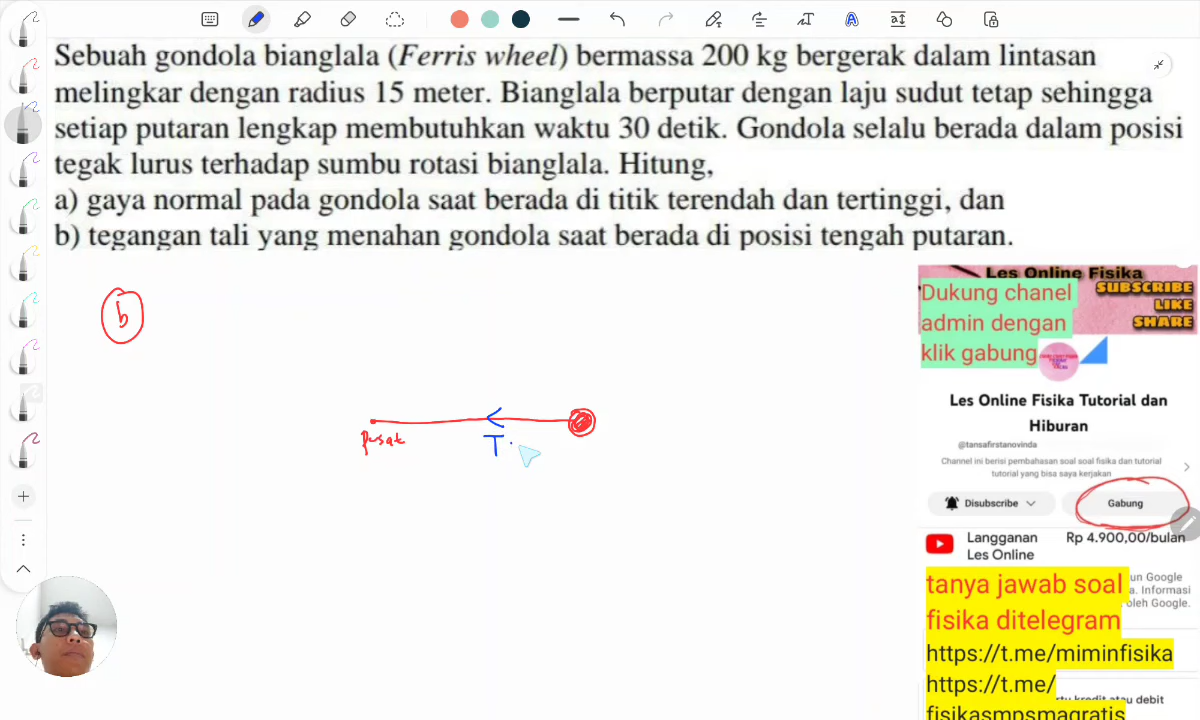 Sebuah gondola bianglala (Ferris wheel) bermassa 200 kg bergerak dalam lintasan
melingkar dengan radius 15 meter. Bianglala berputar dengan laju sudut tetap sehingga
setiap putaran lengkap membutuhkan waktu 30 detik. Gondola selalu berada dalam posisi
tegak lurus terhadap sumbu rotasi bianglala. Hitung,
a) gaya normal pada gondola saat berada di titik terendah dan tertinggi, dan
b) tegangan tali yang menahan gondola saat berada di posisi tengah putaran.
b
pusat
T
Les Online Fisika
SUBSCRIBE
LIKE
SHARE
Dukung chanel
admin dengan
klik gabung
Les Online Fisika Tutorial dan
Hiburan
@tansafirstanovinda
Channel ini berisi pembahasan soal soal fisika dan tutorial
tutorial yang bisa saya kerjakan
Disubscribe
Gabung
Langganan
Les Online
Rp 4.900,00/bulan
tanya jawab soal
fisika ditelegram
https://t.me/miminfisika
https://t.me/
fisikasmpsmagratis
un Google
a. Informasi
oleh Google.